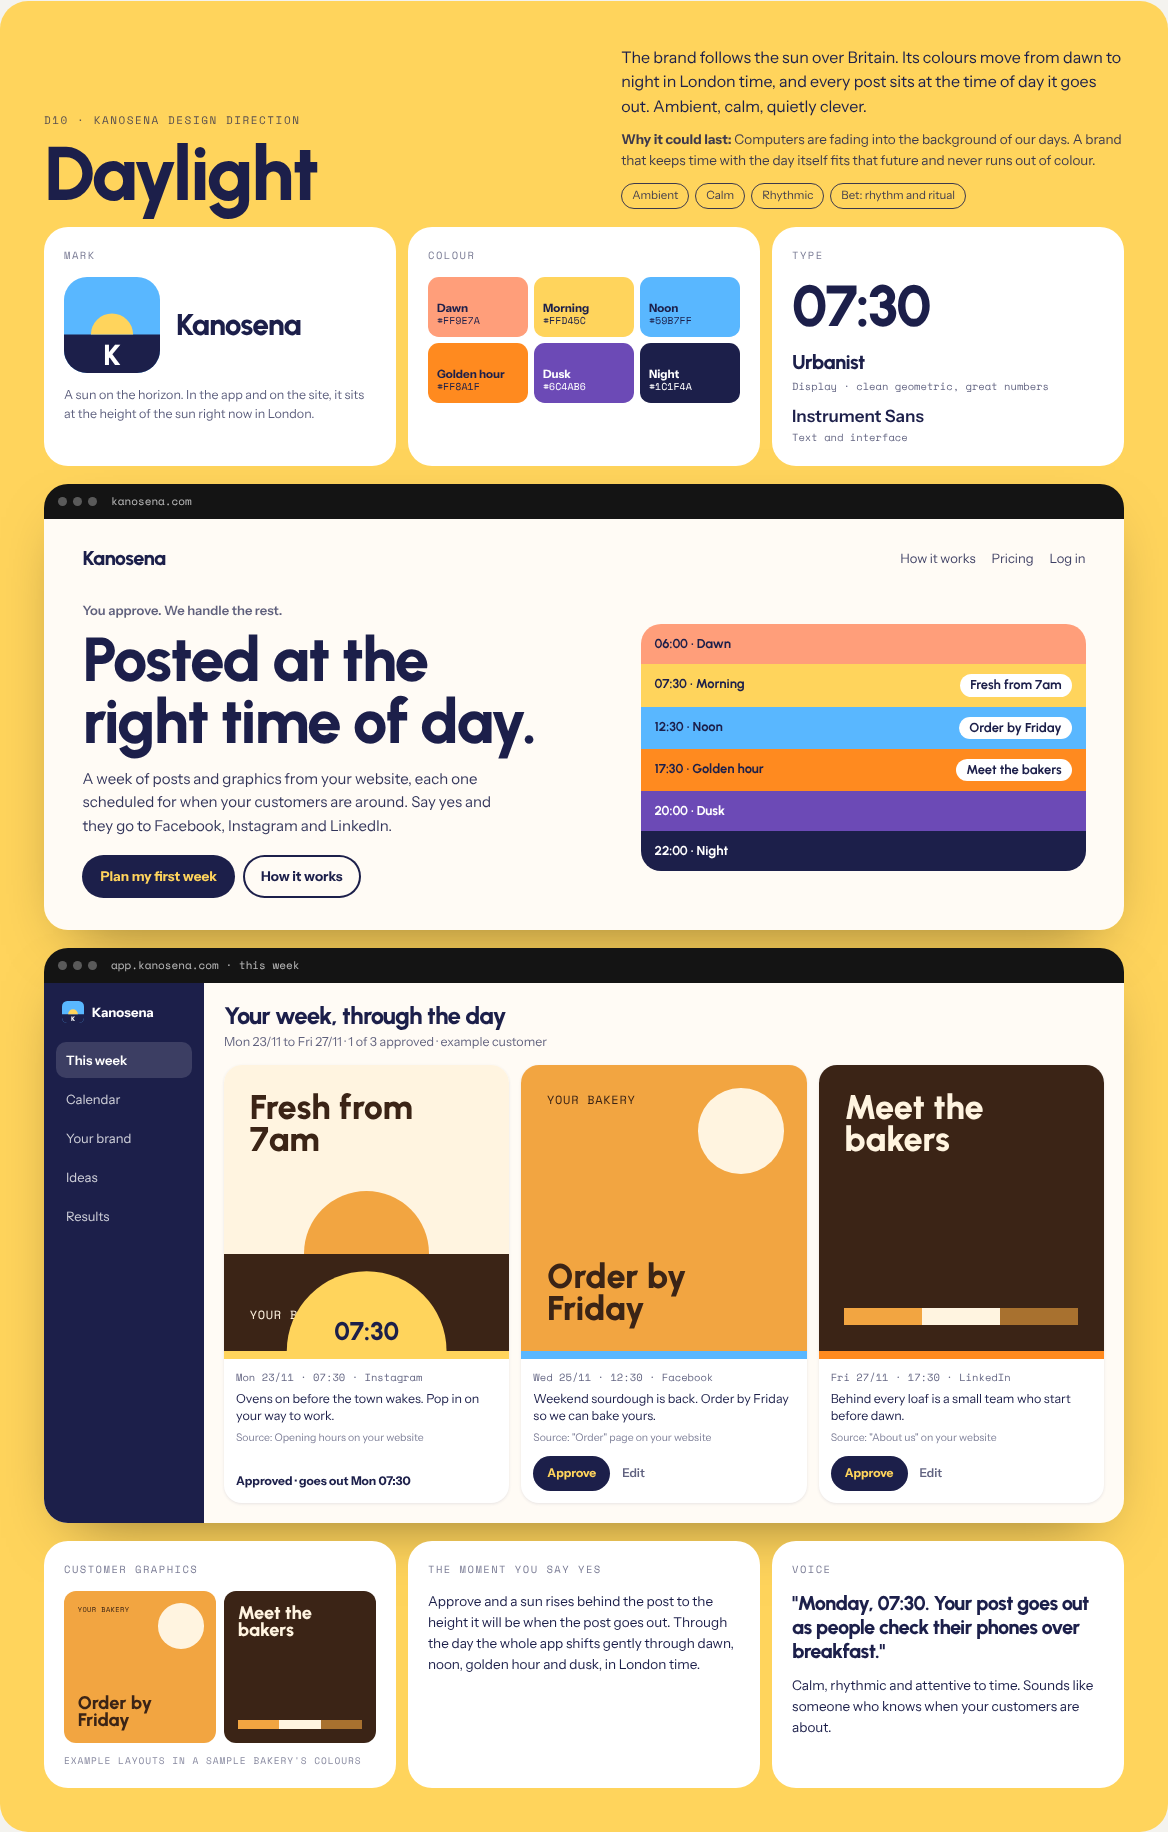 D10 · KANOSENA DESIGN DIRECTION
Daylight
The brand follows the sun over Britain. Its colours move from dawn to
night in London time, and every post sits at the time of day it goes
out. Ambient, calm, quietly clever.
Why it could last: Computers are fading into the background of our days. A brand
that keeps time with the day itself fits that future and never runs out of colour.
Ambient
Calm
Rhythmic
Bet: rhythm and ritual
MARK
K
Kanosena
A sun on the horizon. In the app and on the site, it sits
at the height of the sun right now in London.
COLOUR
Dawn
#FF9E7A
Morning
#FFD45C
Noon
#59B7FF
Golden hour
#FF8A1F
Dusk
#6C4AB6
Night
#1C1F4A
TYPE
07:30
Urbanist
Display · clean geometric, great numbers
Instrument Sans
Text and interface
kanosena.com
Kanosena
How it works
Pricing
Log in
You approve. We handle the rest.
Posted at the
right time of day.
A week of posts and graphics from your website, each one
scheduled for when your customers are around. Say yes and
they go to Facebook, Instagram and LinkedIn.
Plan my first week
How it works
06:00 · Dawn
07:30 · Morning
Fresh from 7am
12:30 · Noon
Order by Friday
17:30 · Golden hour
Meet the bakers
20:00 · Dusk
22:00 · Night
app.kanosena.com · this week
K
Kanosena
This week
Calendar
Your brand
Ideas
Results
Your week, through the day
Mon 23/11 to Fri 27/11 · 1 of 3 approved · example customer
Fresh from
7am
YOUR B
07:30
Mon 23/11 · 07:30 · Instagram
Ovens on before the town wakes. Pop in on
your way to work.
Source: Opening hours on your website
Approved · goes out Mon 07:30
YOUR BAKERY
Order by
Friday
Wed 25/11 · 12:30 · Facebook
Weekend sourdough is back. Order by Friday
so we can bake yours.
Source: "Order" page on your website
Approve
Edit
Meet the
bakers
Fri 27/11 · 17:30 · LinkedIn
Behind every loaf is a small team who start
before dawn.
Source: "About us" on your website
Approve
Edit
CUSTOMER GRAPHICS
YOUR BAKERY
Order by
Friday
Meet the
bakers
EXAMPLE LAYOUTS IN A SAMPLE BAKERY'S COLOURS
THE MOMENT YOU SAY YES
Approve and a sun rises behind the post to the
height it will be when the post goes out. Through
the day the whole app shifts gently through dawn,
noon, golden hour and dusk, in London time.
VOICE
"Monday, 07:30. Your post goes out
as people check their phones over
breakfast."
Calm, rhythmic and attentive to time. Sounds like
someone who knows when your customers are
about.